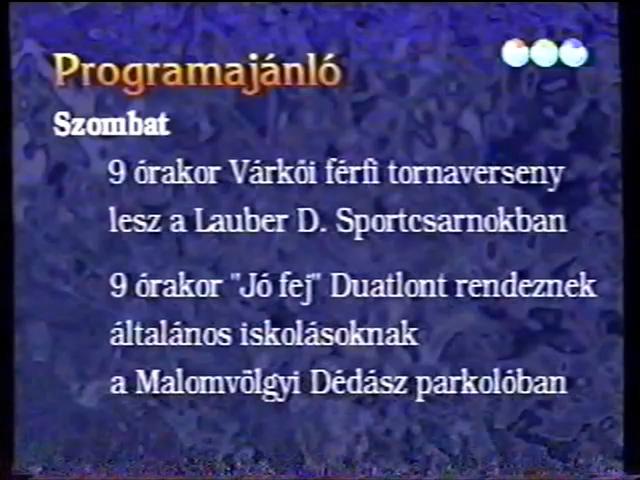 Programajánló
Szombat
9 órakor Várkői férfi tornaverseny
lesz a Lauber D. Sportcsarnokban
9 órakor "Jó fej" Duatlont rendeznek
általános iskolásoknak
a Malomvölgyi Dédász parkolóban